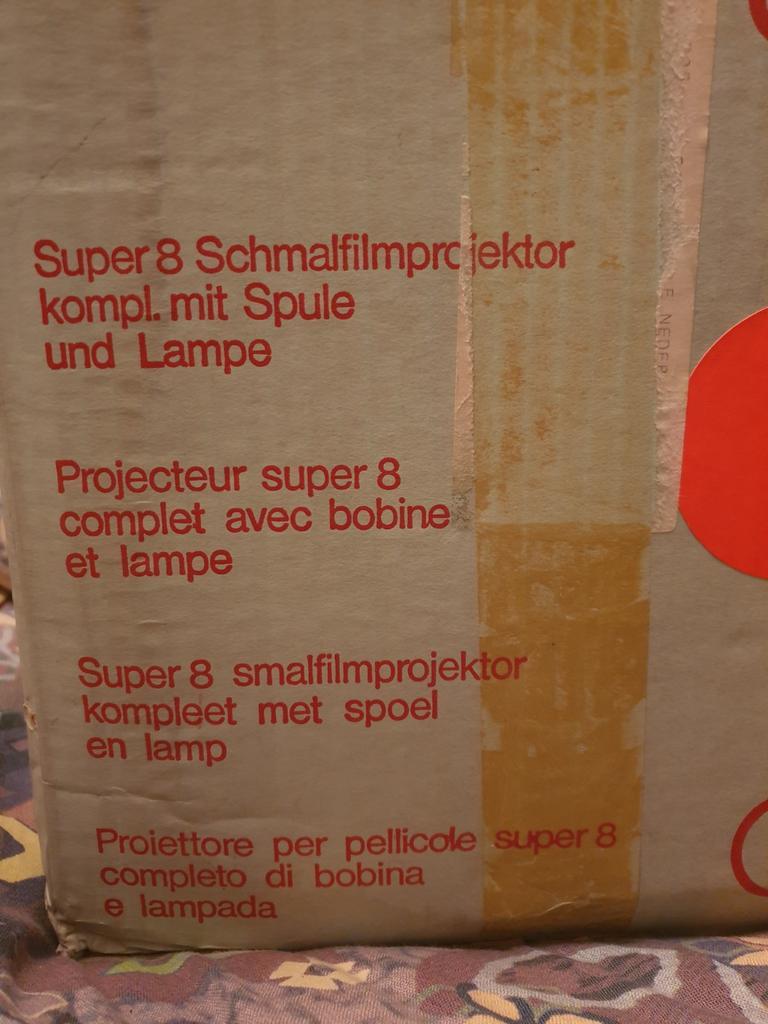 Super 8 Schmalfilmprojektor
kompl. mit Spule
und Lampe
Projecteur super 8
complet avec bobine
et lampe
Super 8 smalfilmprojektor
kompleet met spoel
en lamp
Proiettore per pellicole super 8
completo di bobina
e lampada